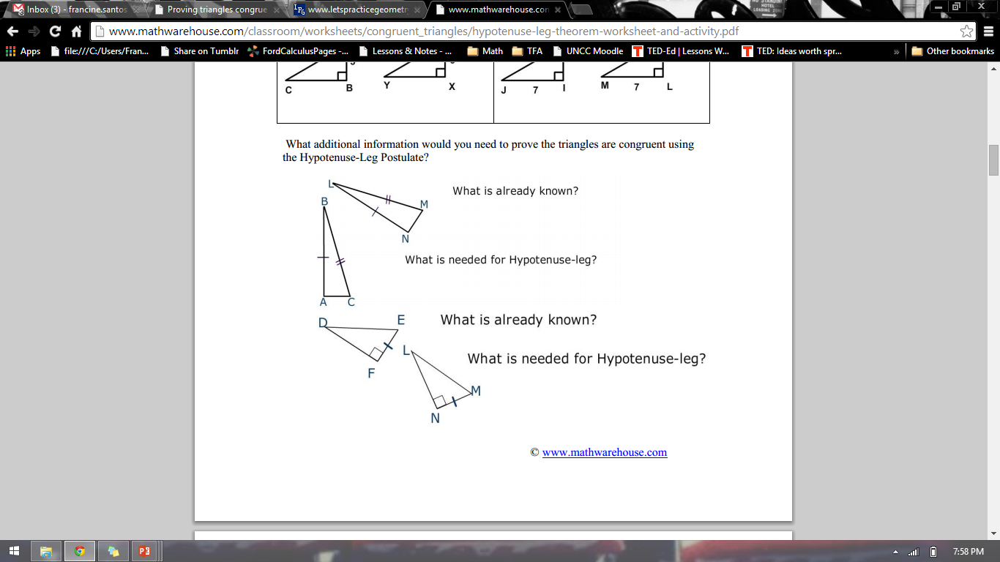 Inbox (3) - francine.santos
Proving triangles congrue
www.letspracticegeometr
www.mathwarehouse.con
www.mathwarehouse.com/classroom/worksheets/congruent_triangles/hypotenuse-leg-theorem-worksheet-and-activity.pdf
Apps
file:///C:/Users/Fran...
Share on Tumblr
FordCalculusPages -...
Lessons & Notes - ...
Math
TFA
UNCC Moodle
TED-Ed | Lessons W...
TED: Ideas worth spr...
»
Other bookmarks
C B Y X J 7 I M 7 L
What additional information would you need to prove the triangles are congruent using
the Hypotenuse-Leg Postulate?
L
What is already known?
B
M
N
What is needed for Hypotenuse-leg?
A C
D E
What is already known?
L
What is needed for Hypotenuse-leg?
F
M
N
© www.mathwarehouse.com
7:58 PM